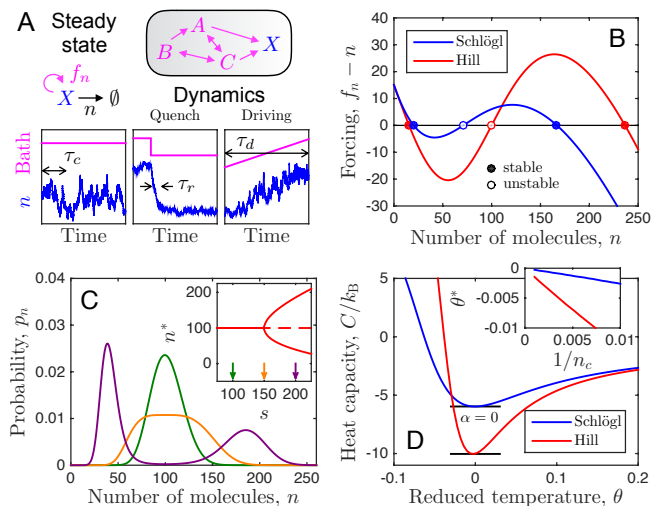 A
Steady
state
f_n
X → ∅
n
A
B
C
X
Dynamics
Quench
Driving
Bath
n
τ_c
τ_r
τ_d
Time
Time
Time
B
Forcing, f_n − n
40
30
20
10
0
-10
-20
-30
Schlögl
Hill
stable
unstable
0 50 100 150 200 250
Number of molecules, n
C
Probability, p_n
0.04
0.03
0.02
0.01
0
n*
200
100
0
100 150 200
s
0 50 100 150 200 250
Number of molecules, n
D
Heat capacity, C/k_B
5
0
-5
-10
θ*
0
-0.005
-0.01
0 0.005 0.01
1/n_c
α = 0
Schlögl
Hill
-0.1 0 0.1 0.2
Reduced temperature, θ